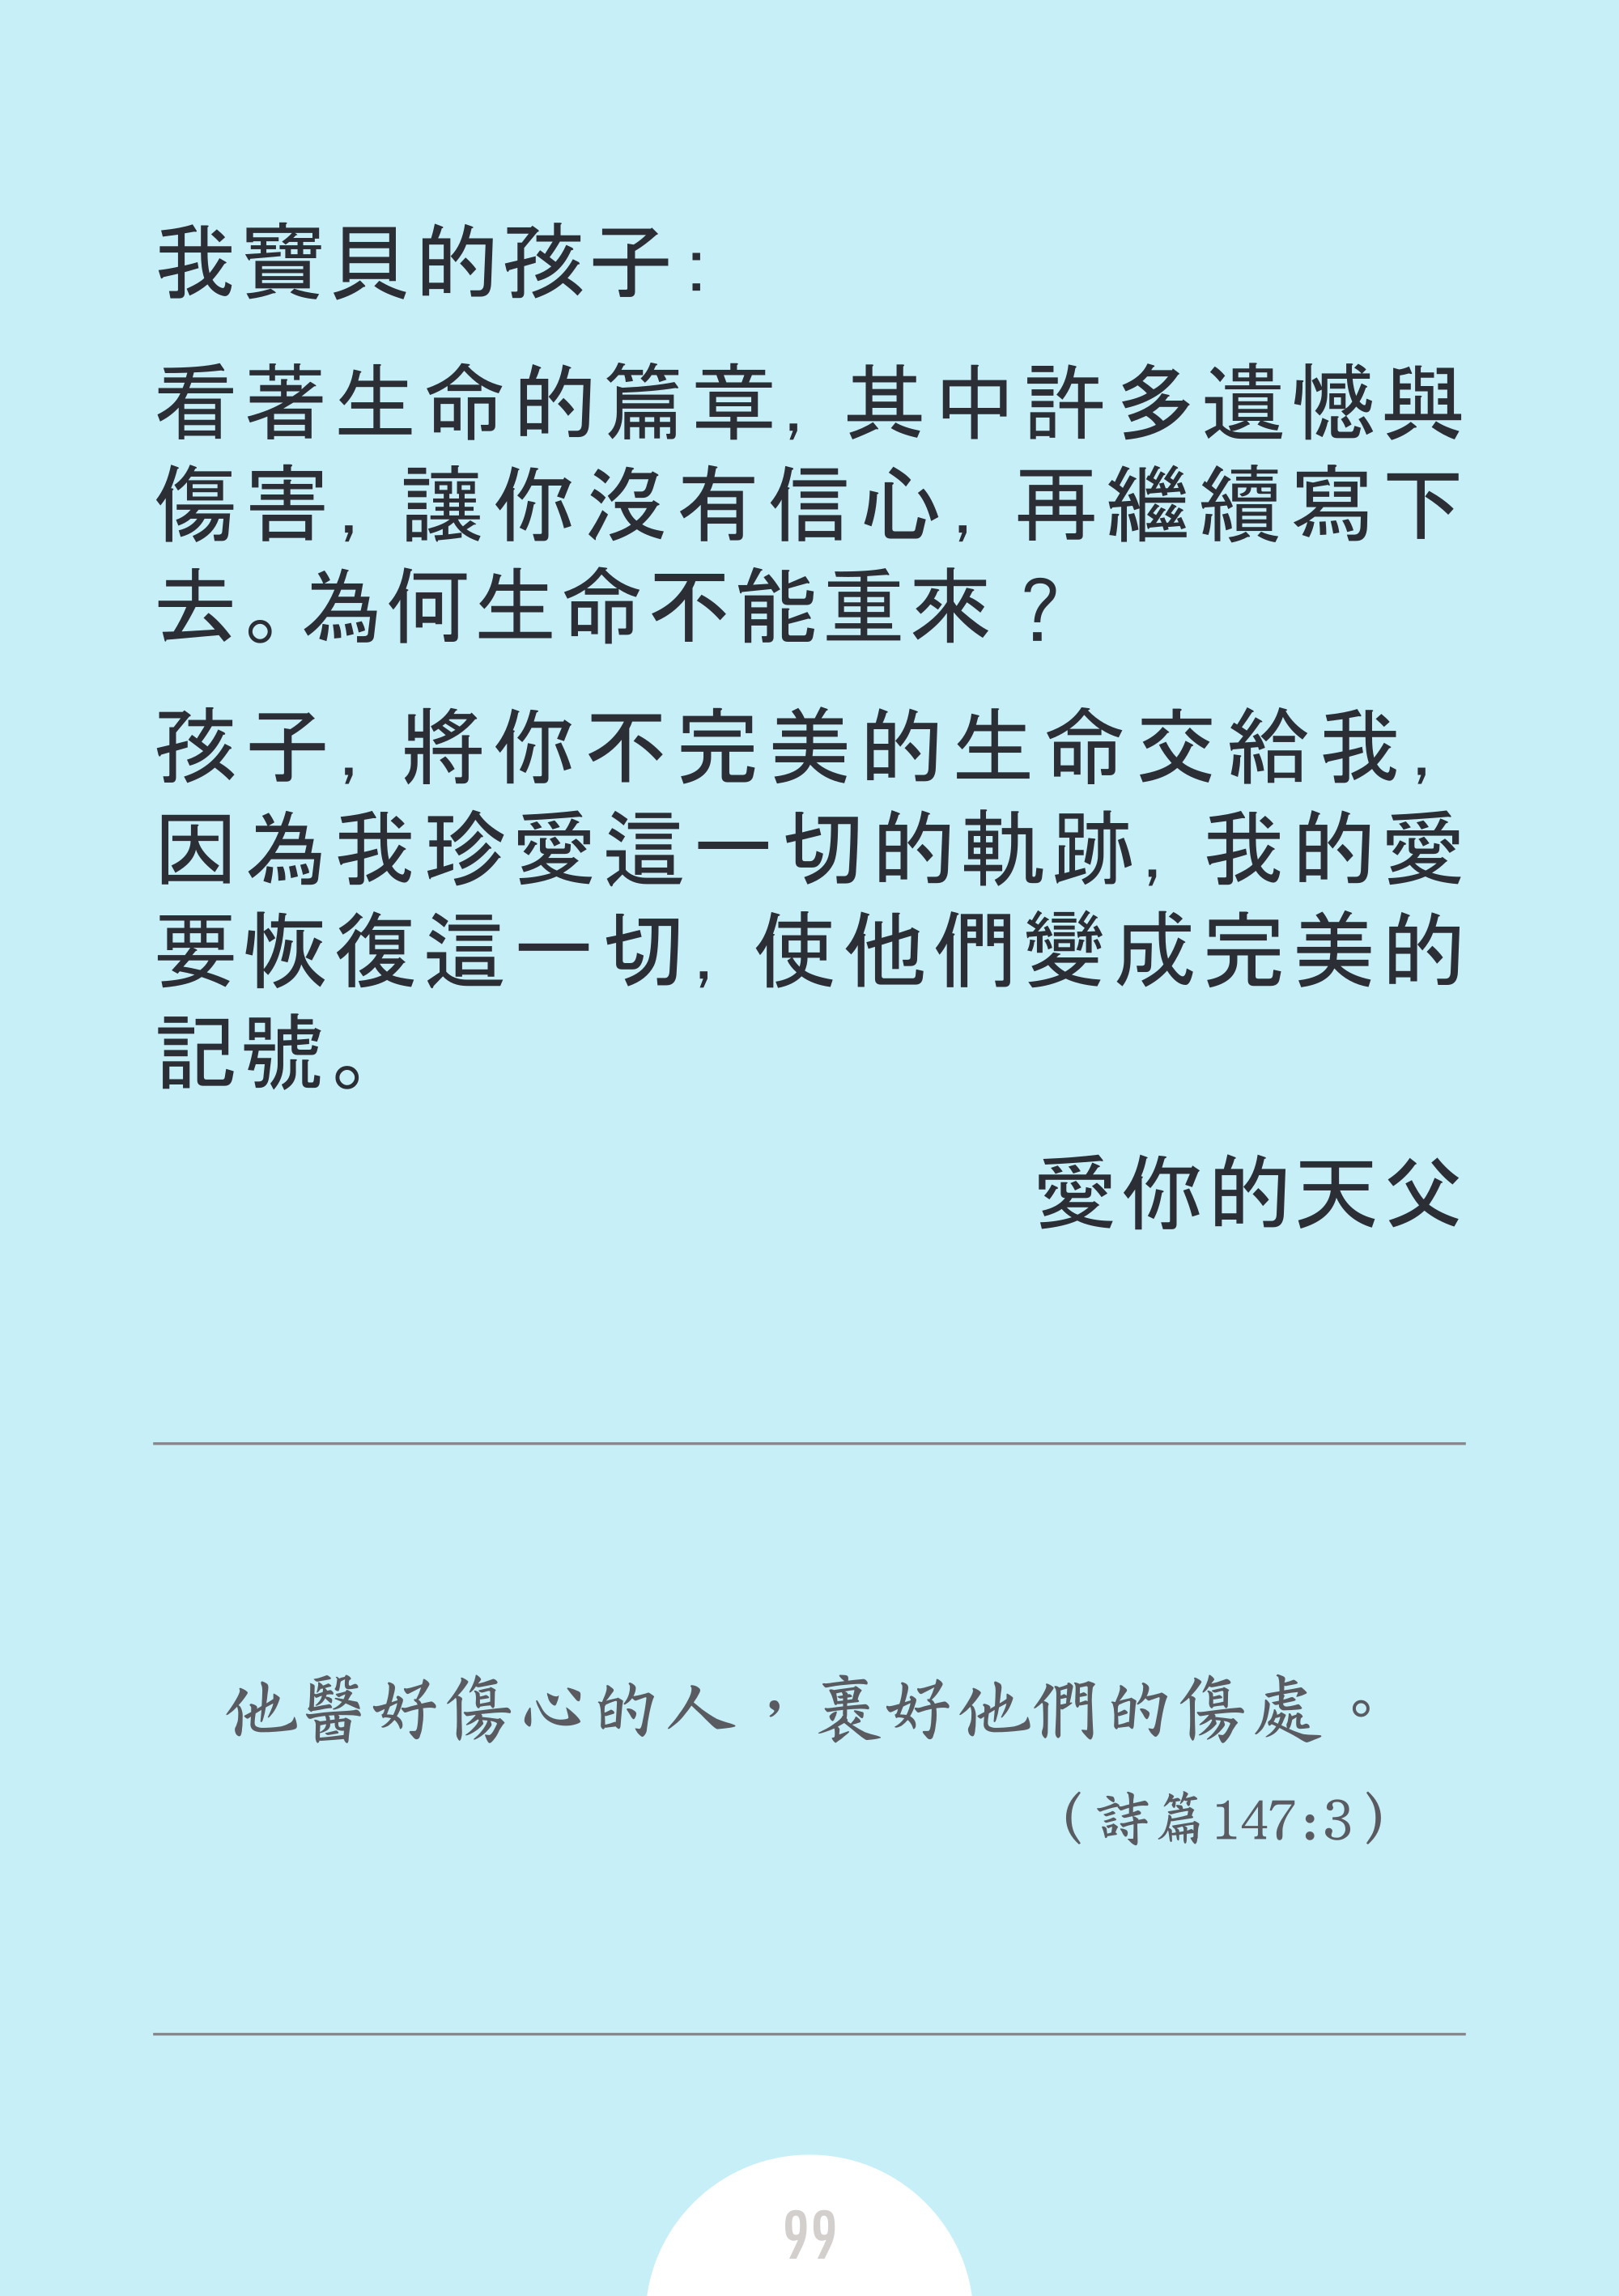 我寶貝的孩子：
看著生命的篇章，其中許多遺憾與
傷害，讓你沒有信心，再繼續寫下
去。為何生命不能重來？
孩子，將你不完美的生命交給我，
因為我珍愛這一切的軌跡，我的愛
要恢復這一切，使他們變成完美的
記號。
愛你的天父
他醫好傷心的人，裹好他們的傷處。
（詩篇147:3）
99